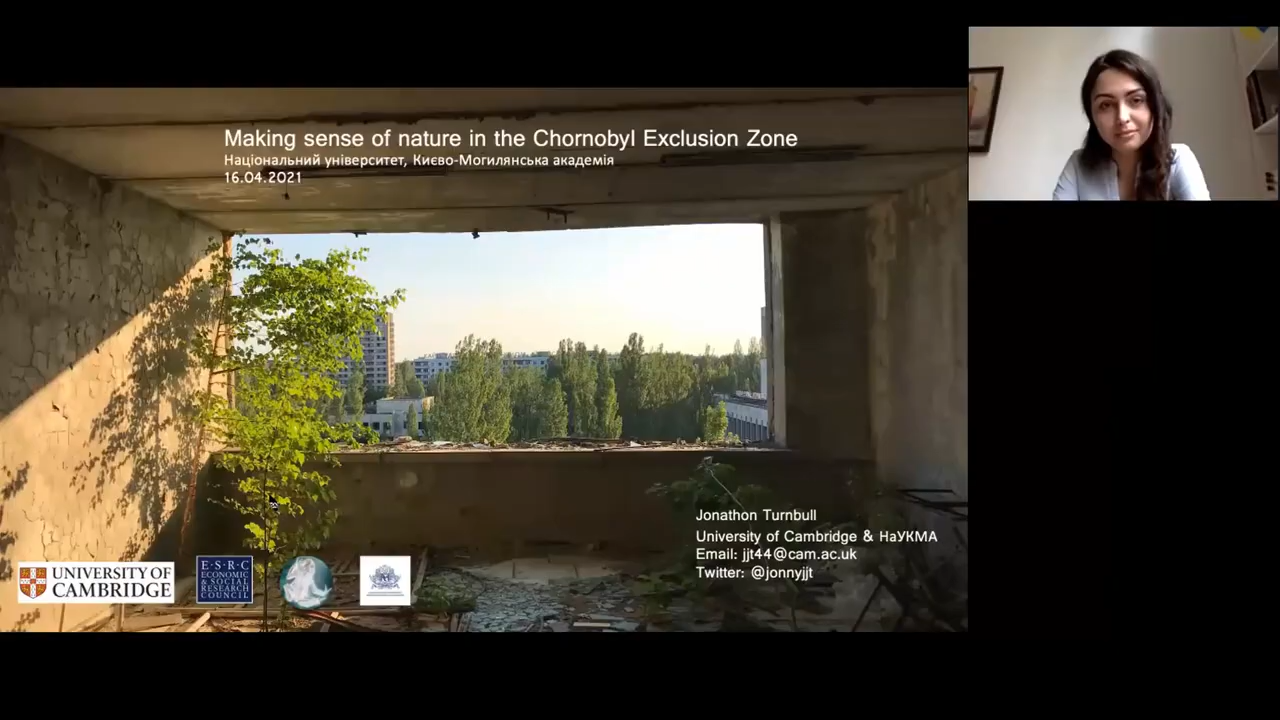 Making sense of nature in the Chornobyl Exclusion Zone
Національний університет, Києво-Могилянська академія
16.04.2021
Jonathon Turnbull
University of Cambridge & НаУКМА
Email: jjt44@cam.ac.uk
Twitter: @jonnyjjt
UNIVERSITY OF
CAMBRIDGE
E·S·R·C
ECONOMIC
& SOCIAL
RESEARCH
COUNCIL